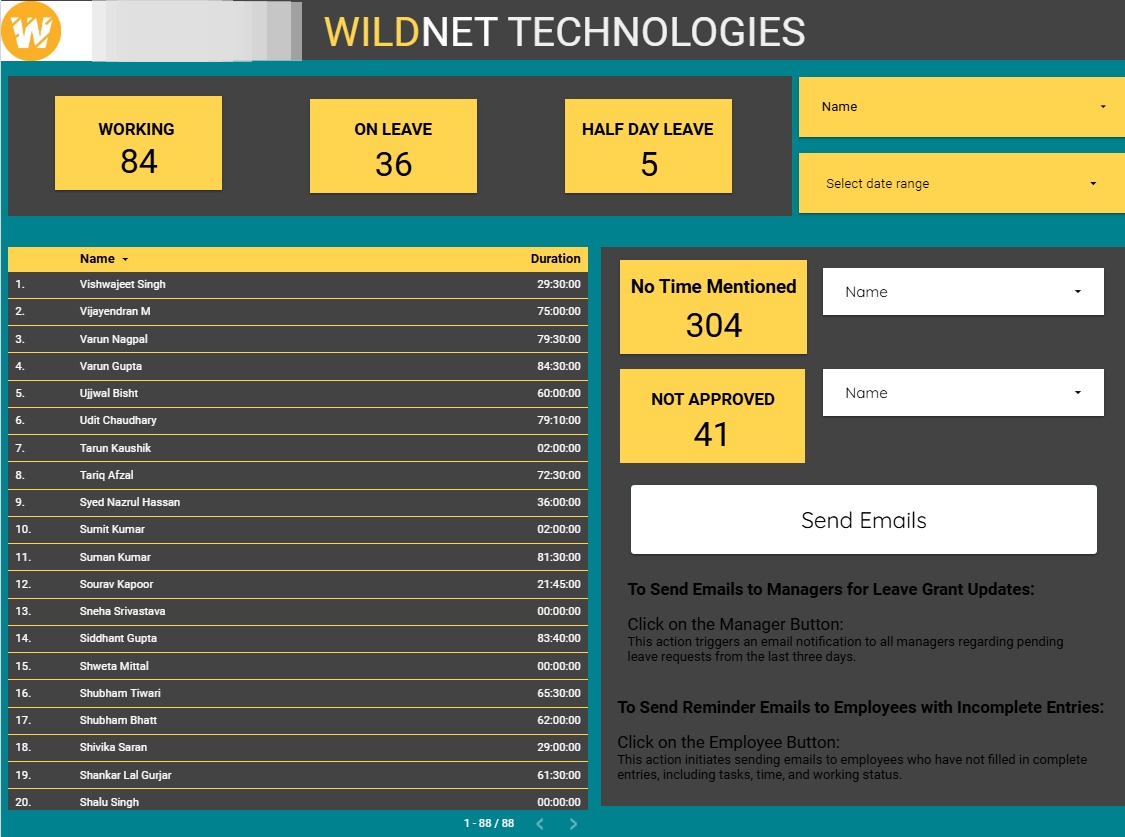 W
WILDNET TECHNOLOGIES
WORKING
84
ON LEAVE
36
HALF DAY LEAVE
5
Name
Select date range
Name Duration
1. Vishwajeet Singh 29:30:00
2. Vijayendran M 75:00:00
3. Varun Nagpal 79:30:00
4. Varun Gupta 84:30:00
5. Ujjwal Bisht 60:00:00
6. Udit Chaudhary 79:10:00
7. Tarun Kaushik 02:00:00
8. Tariq Afzal 72:30:00
9. Syed Nazrul Hassan 36:00:00
10. Sumit Kumar 02:00:00
11. Suman Kumar 81:30:00
12. Sourav Kapoor 21:45:00
13. Sneha Srivastava 00:00:00
14. Siddhant Gupta 83:40:00
15. Shweta Mittal 00:00:00
16. Shubham Tiwari 65:30:00
17. Shubham Bhatt 62:00:00
18. Shivika Saran 29:00:00
19. Shankar Lal Gurjar 61:30:00
20. Shalu Singh 00:00:00
1 - 88 / 88
No Time Mentioned
304
Name
NOT APPROVED
41
Name
Send Emails
To Send Emails to Managers for Leave Grant Updates:
Click on the Manager Button:
This action triggers an email notification to all managers regarding pending
leave requests from the last three days.
To Send Reminder Emails to Employees with Incomplete Entries:
Click on the Employee Button:
This action initiates sending emails to employees who have not filled in complete
entries, including tasks, time, and working status.